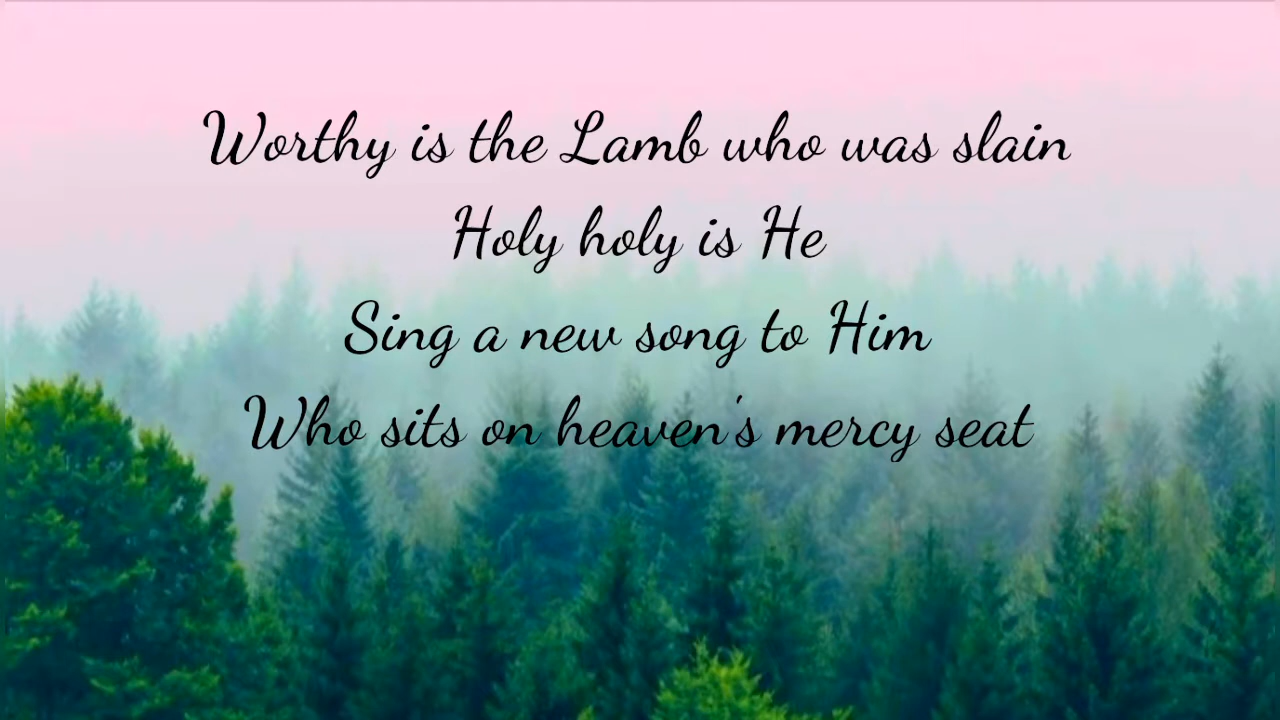 Worthy is the Lamb who was slain
Holy holy is He
Sing a new song to Him
Who sits on heaven's mercy seat